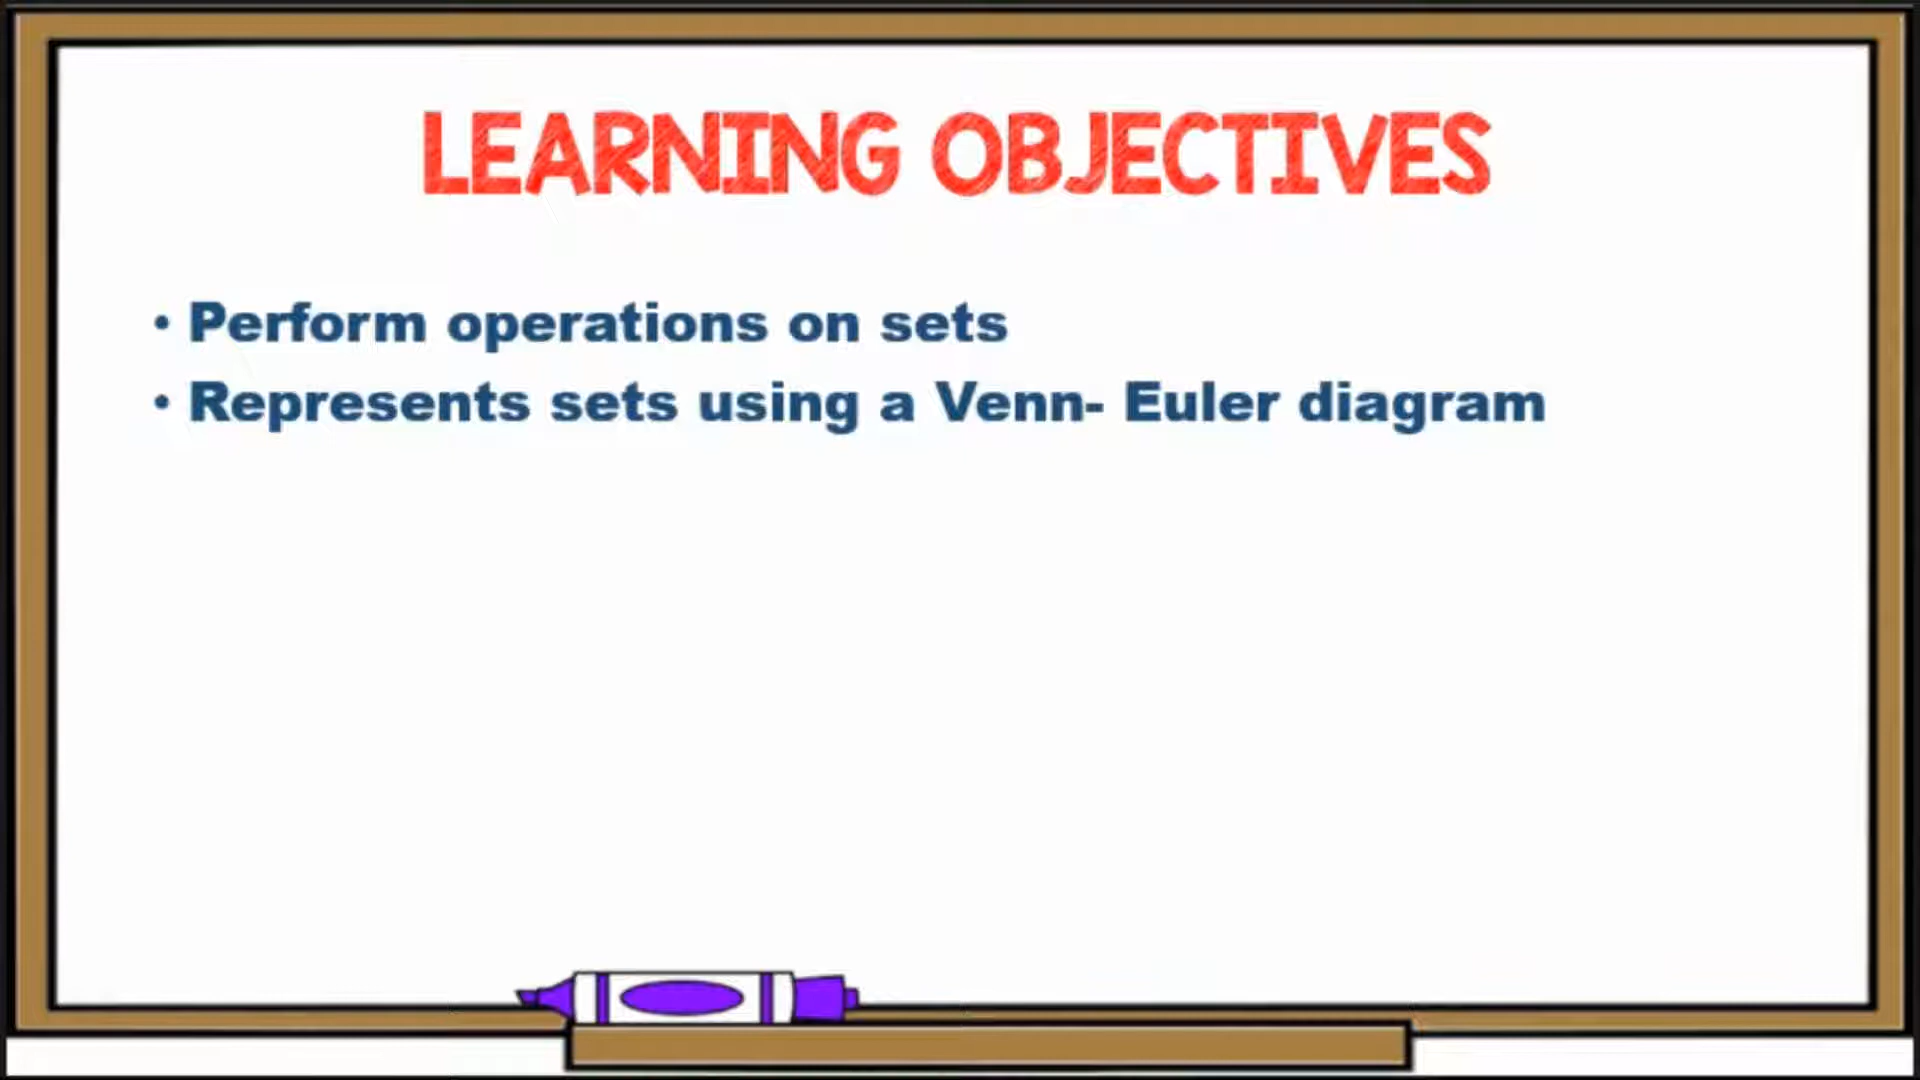 LEARNING OBJECTIVES
• Perform operations on sets
• Represents sets using a Venn- Euler diagram